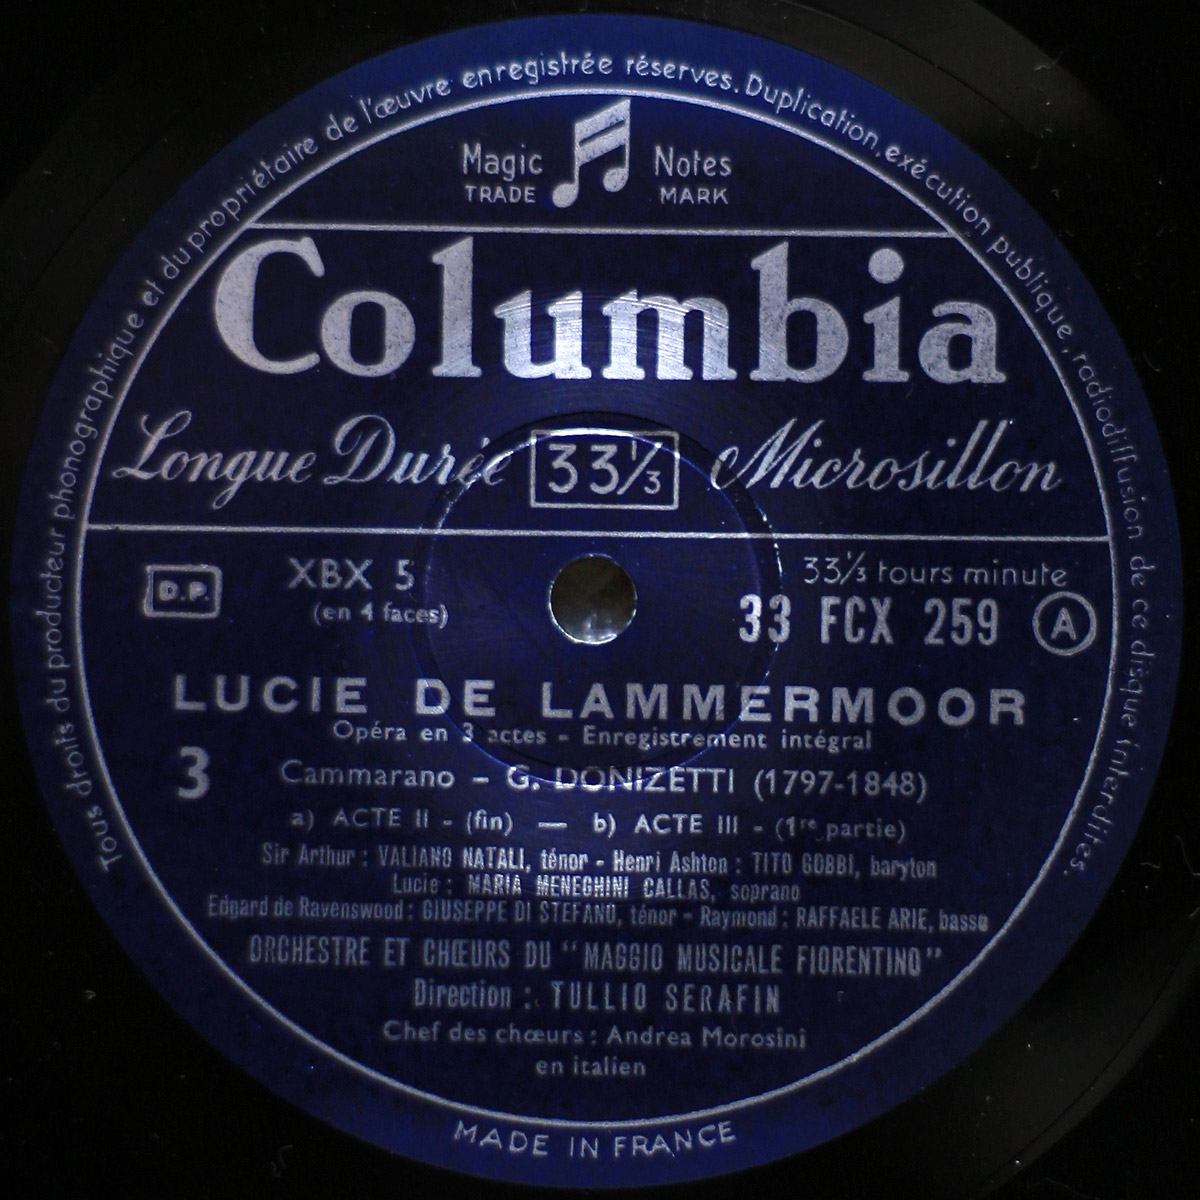 Tous droits du producteur phonographique et du propriétaire de l'œuvre enregistrée réservés. Duplication, exécution publique, radiodiffusion de ce disque interdites.
Magic Notes
TRADE MARK
Columbia
Longue Durée 33⅓ Microsillon
D.P. XBX 5 33⅓ tours minute
(en 4 faces) 33 FCX 259 A
LUCIE DE LAMMERMOOR
Opéra en 3 actes - Enregistrement intégral
3 Cammarano - G. DONIZETTI (1797-1848)
a) ACTE II - (fin) — b) ACTE III - (1re partie)
Sir Arthur : VALIANO NATALI, ténor - Henri Ashton : TITO GOBBI, baryton
Lucie : MARIA MENEGHINI CALLAS, soprano
Edgard de Ravenswood : GIUSEPPE DI STEFANO, ténor - Raymond : RAFFAELE ARIE, basse
ORCHESTRE ET CHŒURS DU "MAGGIO MUSICALE FIORENTINO"
Direction : TULLIO SERAFIN
Chef des chœurs : Andrea Morosini
en italien
MADE IN FRANCE